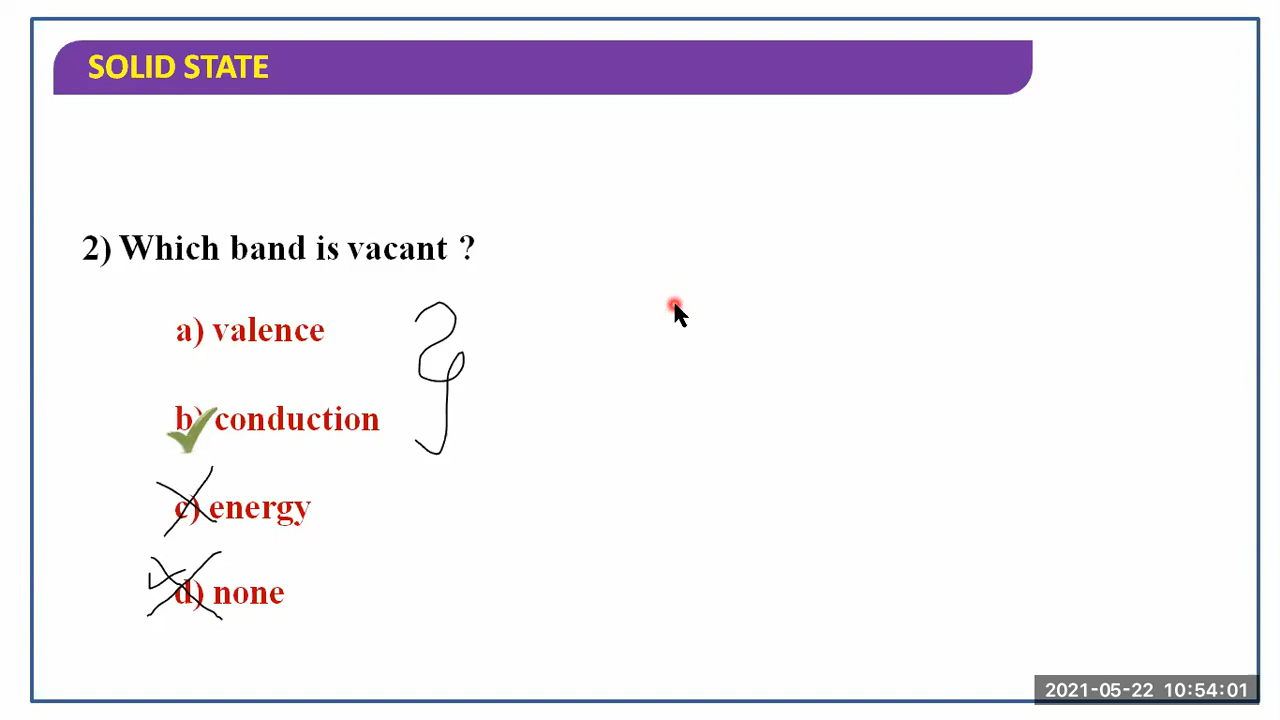 SOLID STATE
2) Which band is vacant ?
a) valence
b) conduction
c) energy
d) none
2021-05-22 10:54:01